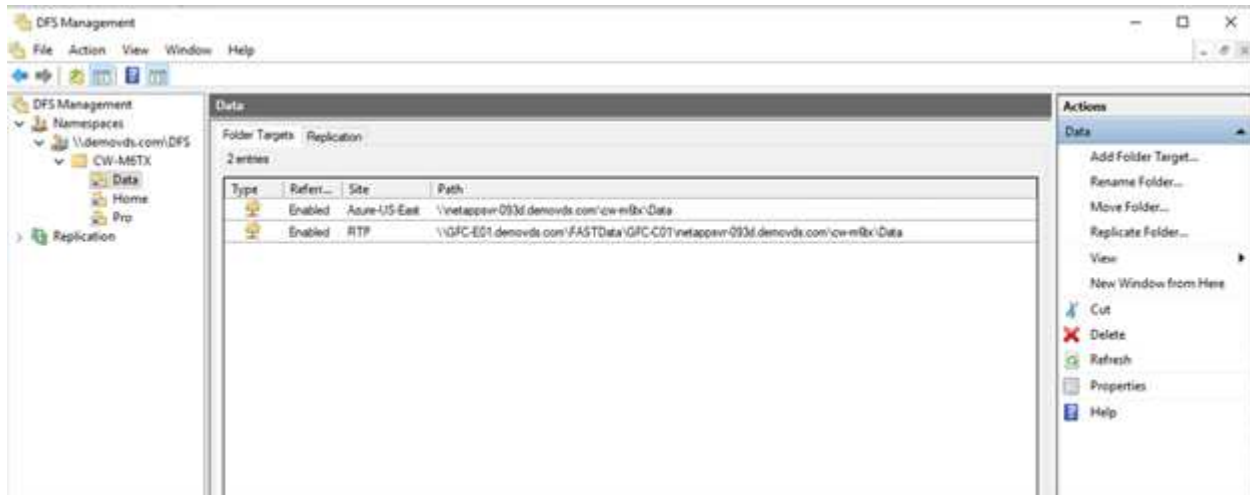 DFS Management
File Action View Window Help
DFS Management
Namespaces
\\demovds.com\DFS
CW-M6TX
Data
Home
Pro
Replication
Data
Folder Targets Replication
2 entries
Type Referr... Site Path
Enabled Azure-US-East \\netappsvr-093d.demovds.com\cw-m6tx\Data
Enabled RTP \\GFC-E01.demovds.com\FASTData\GFC-C01\netappsvr-093d.demovds.com\cw-m6tx\Data
Actions
Data
Add Folder Target...
Rename Folder...
Move Folder...
Replicate Folder...
View
New Window from Here
Cut
Delete
Refresh
Properties
Help